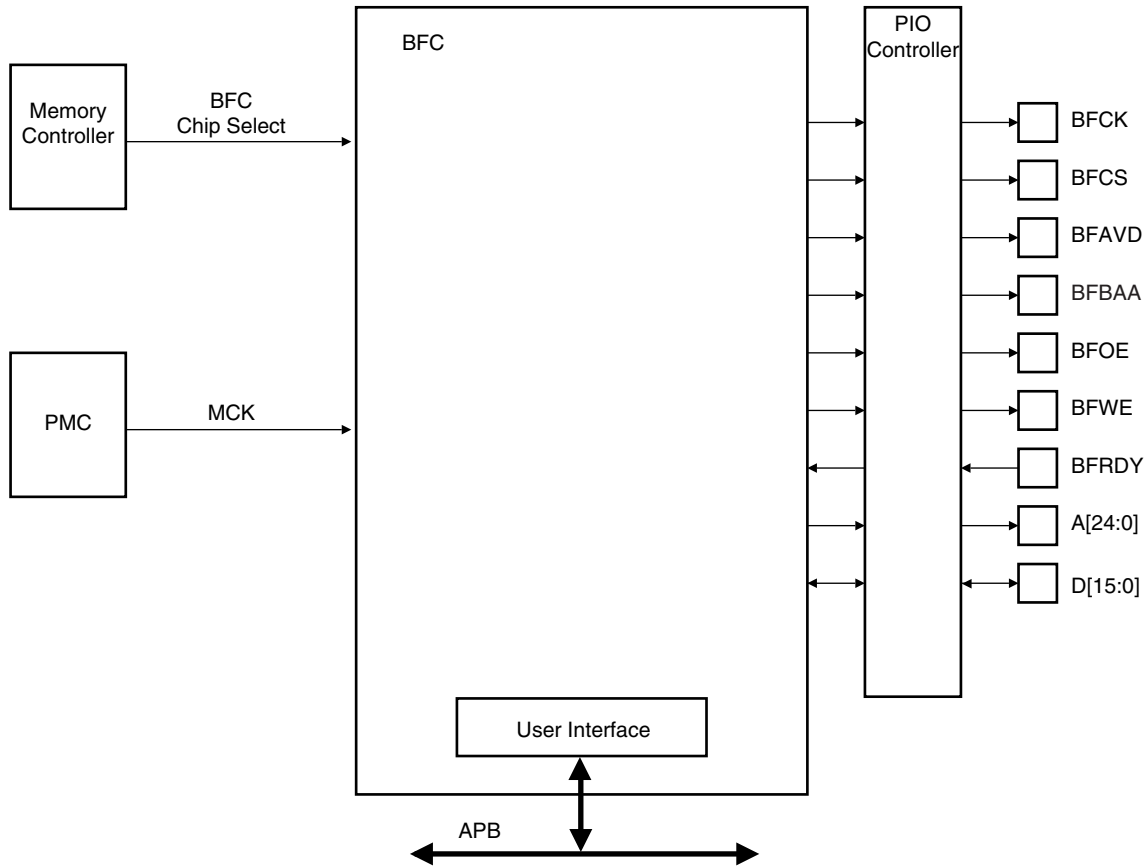 BFC
PIO
Controller
Memory
Controller
BFC
Chip Select
PMC
MCK
BFCK
BFCS
BFAVD
BFBAA
BFOE
BFWE
BFRDY
A[24:0]
D[15:0]
User Interface
APB